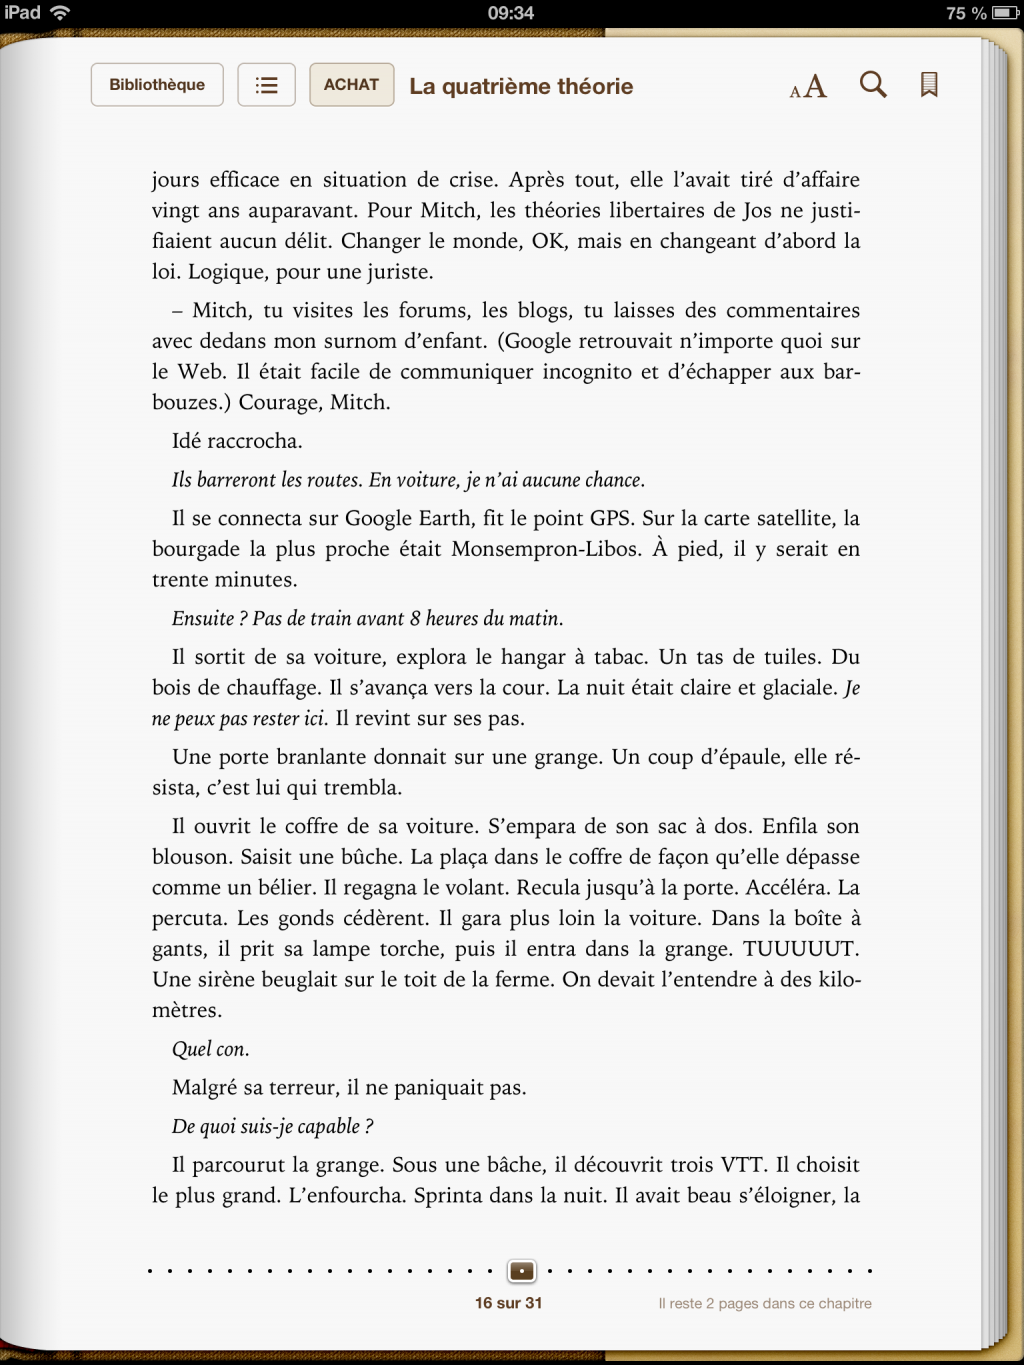 iPad 09:34 75 %
Bibliothèque ACHAT La quatrième théorie AA
jours efficace en situation de crise. Après tout, elle l’avait tiré d’affaire
vingt ans auparavant. Pour Mitch, les théories libertaires de Jos ne justi-
fiaient aucun délit. Changer le monde, OK, mais en changeant d’abord la
loi. Logique, pour une juriste.
– Mitch, tu visites les forums, les blogs, tu laisses des commentaires
avec dedans mon surnom d’enfant. (Google retrouvait n’importe quoi sur
le Web. Il était facile de communiquer incognito et d’échapper aux bar-
bouzes.) Courage, Mitch.
Idé raccrocha.
Ils barreront les routes. En voiture, je n’ai aucune chance.
Il se connecta sur Google Earth, fit le point GPS. Sur la carte satellite, la
bourgade la plus proche était Monsempron-Libos. À pied, il y serait en
trente minutes.
Ensuite ? Pas de train avant 8 heures du matin.
Il sortit de sa voiture, explora le hangar à tabac. Un tas de tuiles. Du
bois de chauffage. Il s’avança vers la cour. La nuit était claire et glaciale. Je
ne peux pas rester ici. Il revint sur ses pas.
Une porte branlante donnait sur une grange. Un coup d’épaule, elle ré-
sista, c’est lui qui trembla.
Il ouvrit le coffre de sa voiture. S’empara de son sac à dos. Enfila son
blouson. Saisit une bûche. La plaça dans le coffre de façon qu’elle dépasse
comme un bélier. Il regagna le volant. Recula jusqu’à la porte. Accéléra. La
percuta. Les gonds cédèrent. Il gara plus loin la voiture. Dans la boîte à
gants, il prit sa lampe torche, puis il entra dans la grange. TUUUUUT.
Une sirène beuglait sur le toit de la ferme. On devait l’entendre à des kilo-
mètres.
Quel con.
Malgré sa terreur, il ne paniquait pas.
De quoi suis-je capable ?
Il parcourut la grange. Sous une bâche, il découvrit trois VTT. Il choisit
le plus grand. L’enfourcha. Sprinta dans la nuit. Il avait beau s’éloigner, la
16 sur 31 Il reste 2 pages dans ce chapitre